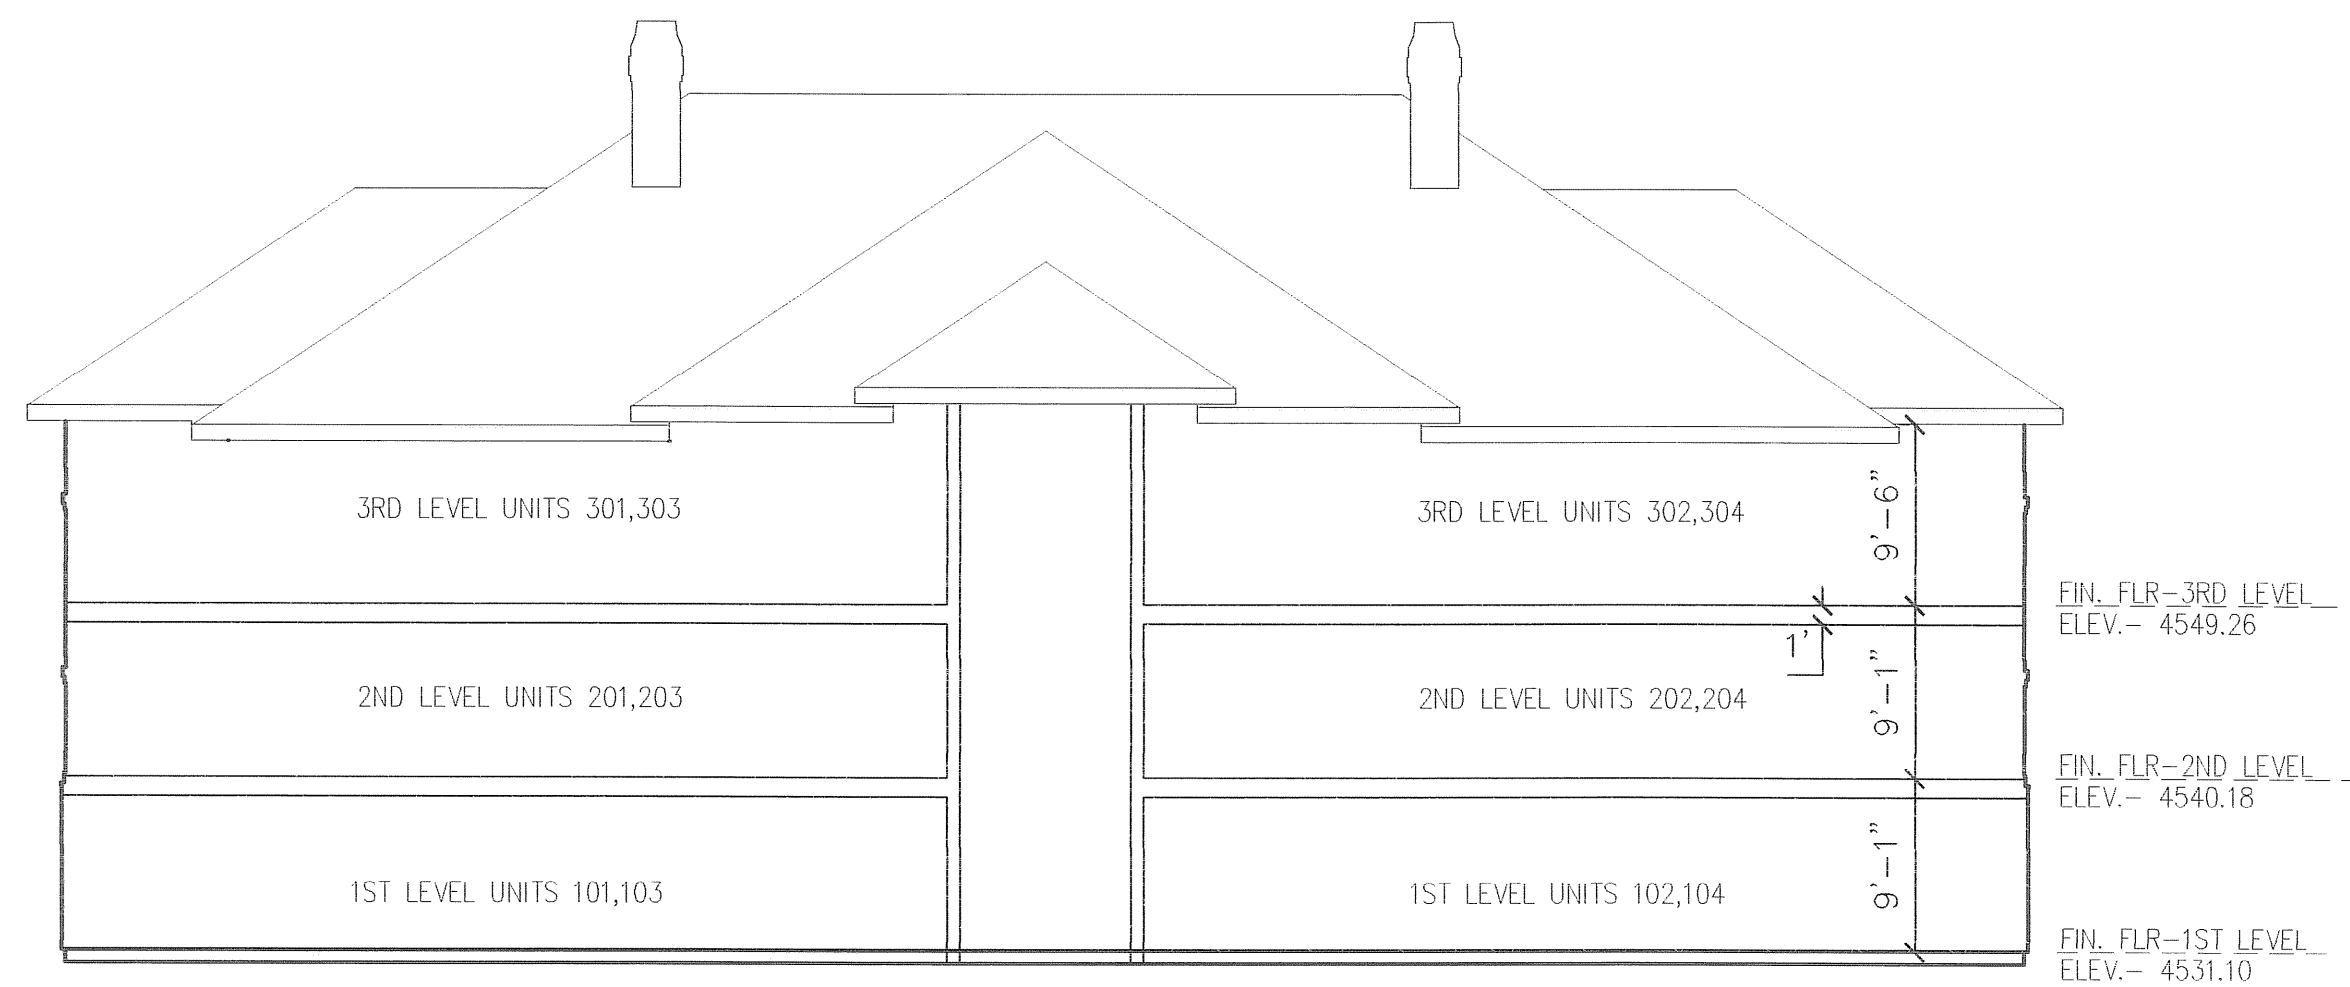 3RD LEVEL UNITS 301,303
3RD LEVEL UNITS 302,304
9'-6"
FIN. FLR-3RD LEVEL
ELEV.- 4549.26
1'
2ND LEVEL UNITS 201,203
2ND LEVEL UNITS 202,204
9'-1"
FIN. FLR-2ND LEVEL
ELEV.- 4540.18
1ST LEVEL UNITS 101,103
1ST LEVEL UNITS 102,104
9'-1"
FIN. FLR-1ST LEVEL
ELEV.- 4531.10